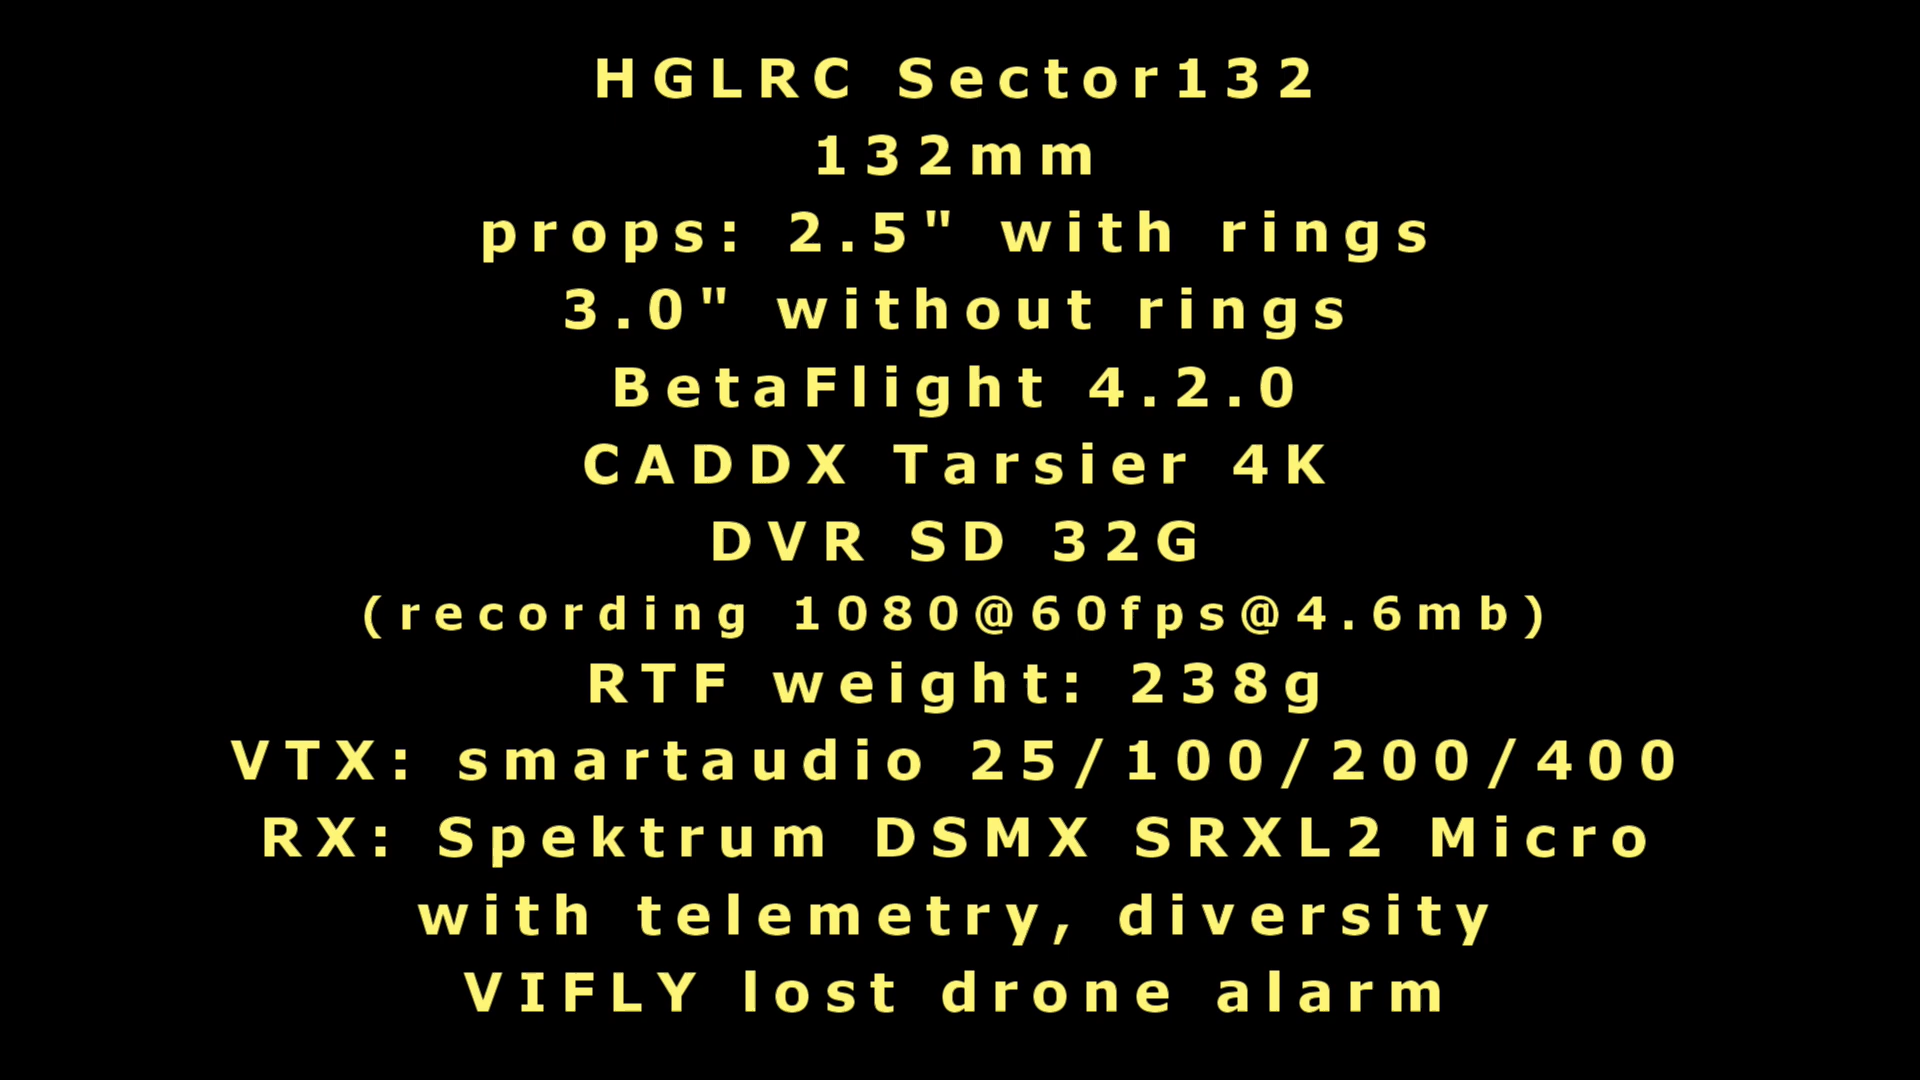 HGLRC Sector132
132mm
props: 2.5" with rings
3.0" without rings
BetaFlight 4.2.0
CADDX Tarsier 4K
DVR SD 32G
(recording 1080@60fps@4.6mb)
RTF weight: 238g
VTX: smartaudio 25/100/200/400
RX: Spektrum DSMX SRXL2 Micro
with telemetry, diversity
VIFLY lost drone alarm